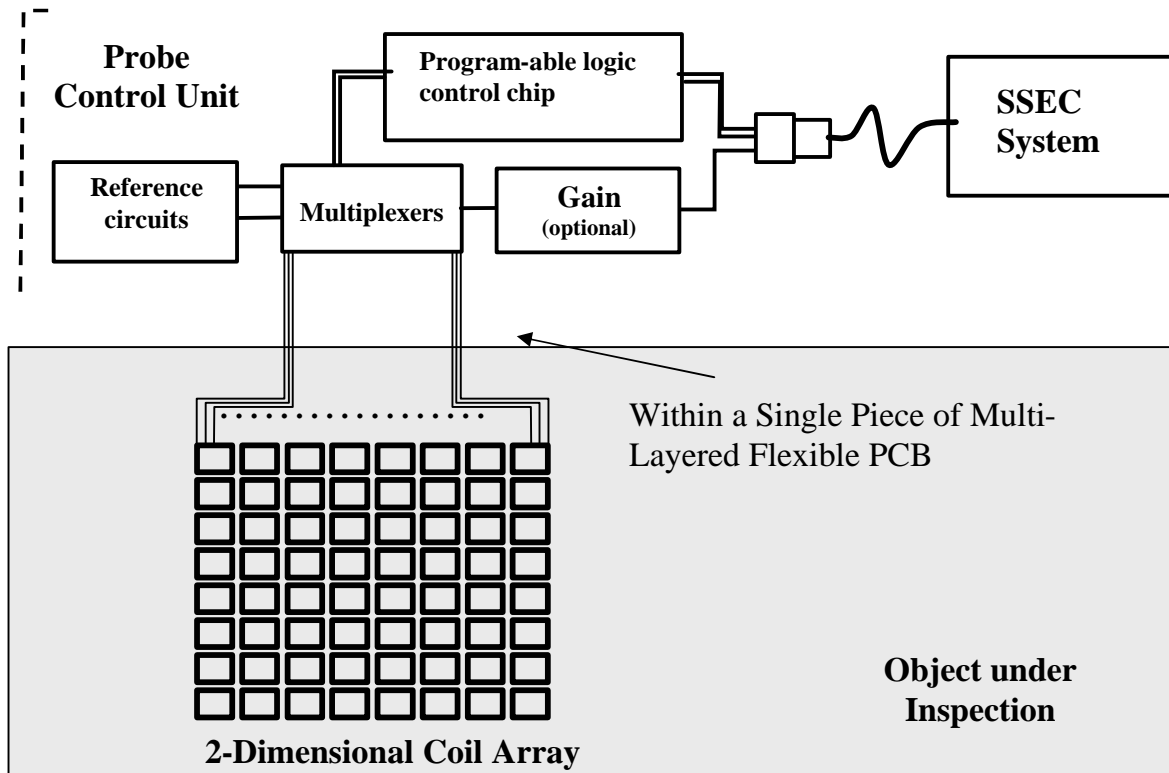 Probe
Control Unit
Program-able logic
control chip
SSEC
System
Reference
circuits
Multiplexers
Gain
(optional)
Within a Single Piece of Multi-
Layered Flexible PCB
Object under
Inspection
2-Dimensional Coil Array